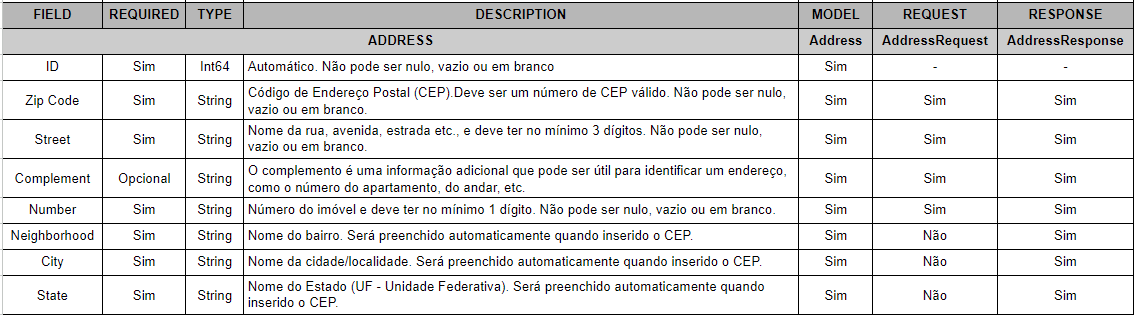 FIELD REQUIRED TYPE DESCRIPTION MODEL REQUEST RESPONSE
ADDRESS Address AddressRequest AddressResponse
ID Sim Int64 Automático. Não pode ser nulo, vazio ou em branco Sim - -
Zip Code Sim String Código de Endereço Postal (CEP).Deve ser um número de CEP válido. Não pode ser nulo, vazio ou em branco. Sim Sim Sim
Street Sim String Nome da rua, avenida, estrada etc., e deve ter no mínimo 3 dígitos. Não pode ser nulo, vazio ou em branco. Sim Sim Sim
Complement Opcional String O complemento é uma informação adicional que pode ser útil para identificar um endereço, como o número do apartamento, do andar, etc. Sim Sim Sim
Number Sim String Número do imóvel e deve ter no mínimo 1 dígito. Não pode ser nulo, vazio ou em branco. Sim Sim Sim
Neighborhood Sim String Nome do bairro. Será preenchido automaticamente quando inserido o CEP. Sim Não Sim
City Sim String Nome da cidade/localidade. Será preenchido automaticamente quando inserido o CEP. Sim Não Sim
State Sim String Nome do Estado (UF - Unidade Federativa). Será preenchido automaticamente quando inserido o CEP. Sim Não Sim